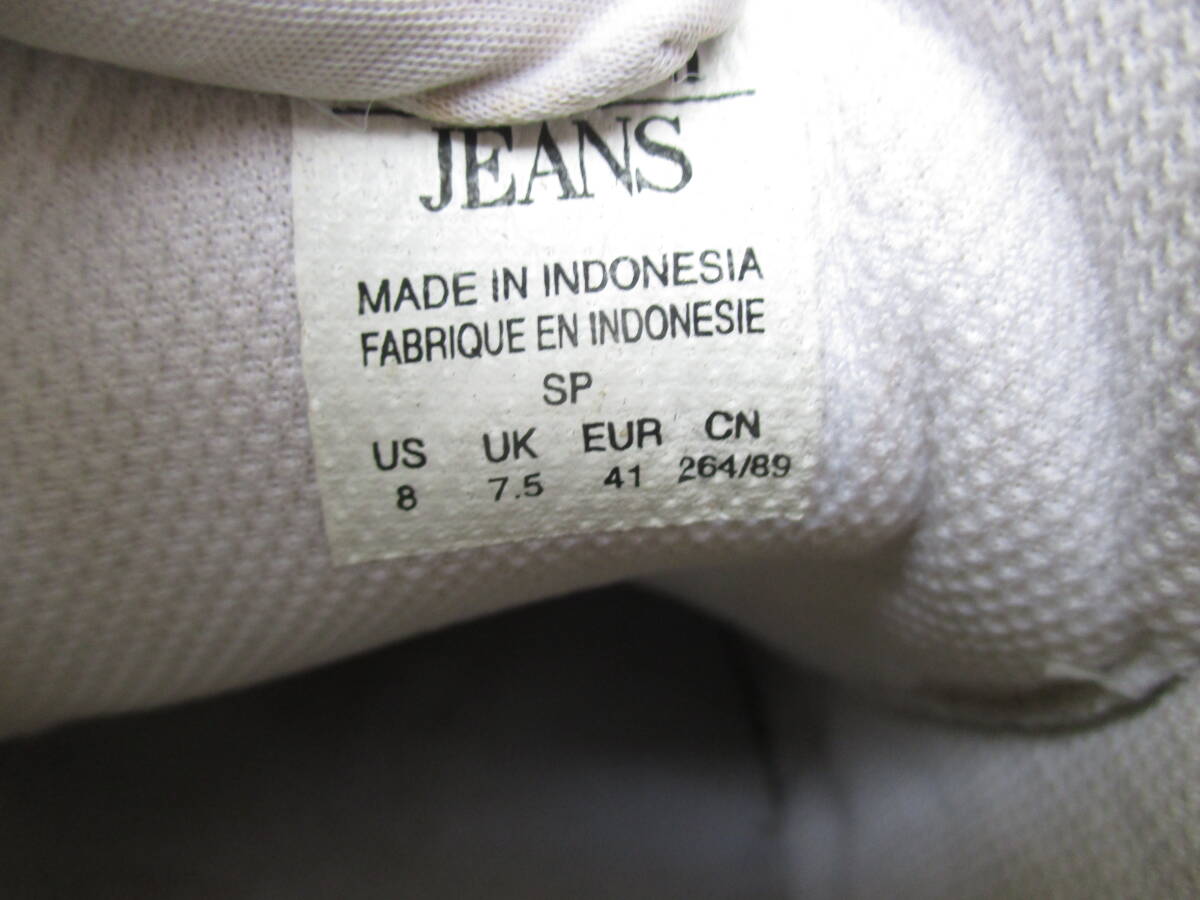 JEANS
MADE IN INDONESIA
FABRIQUE EN INDONESIE
SP
US UK EUR CN
8 7.5 41 264/89